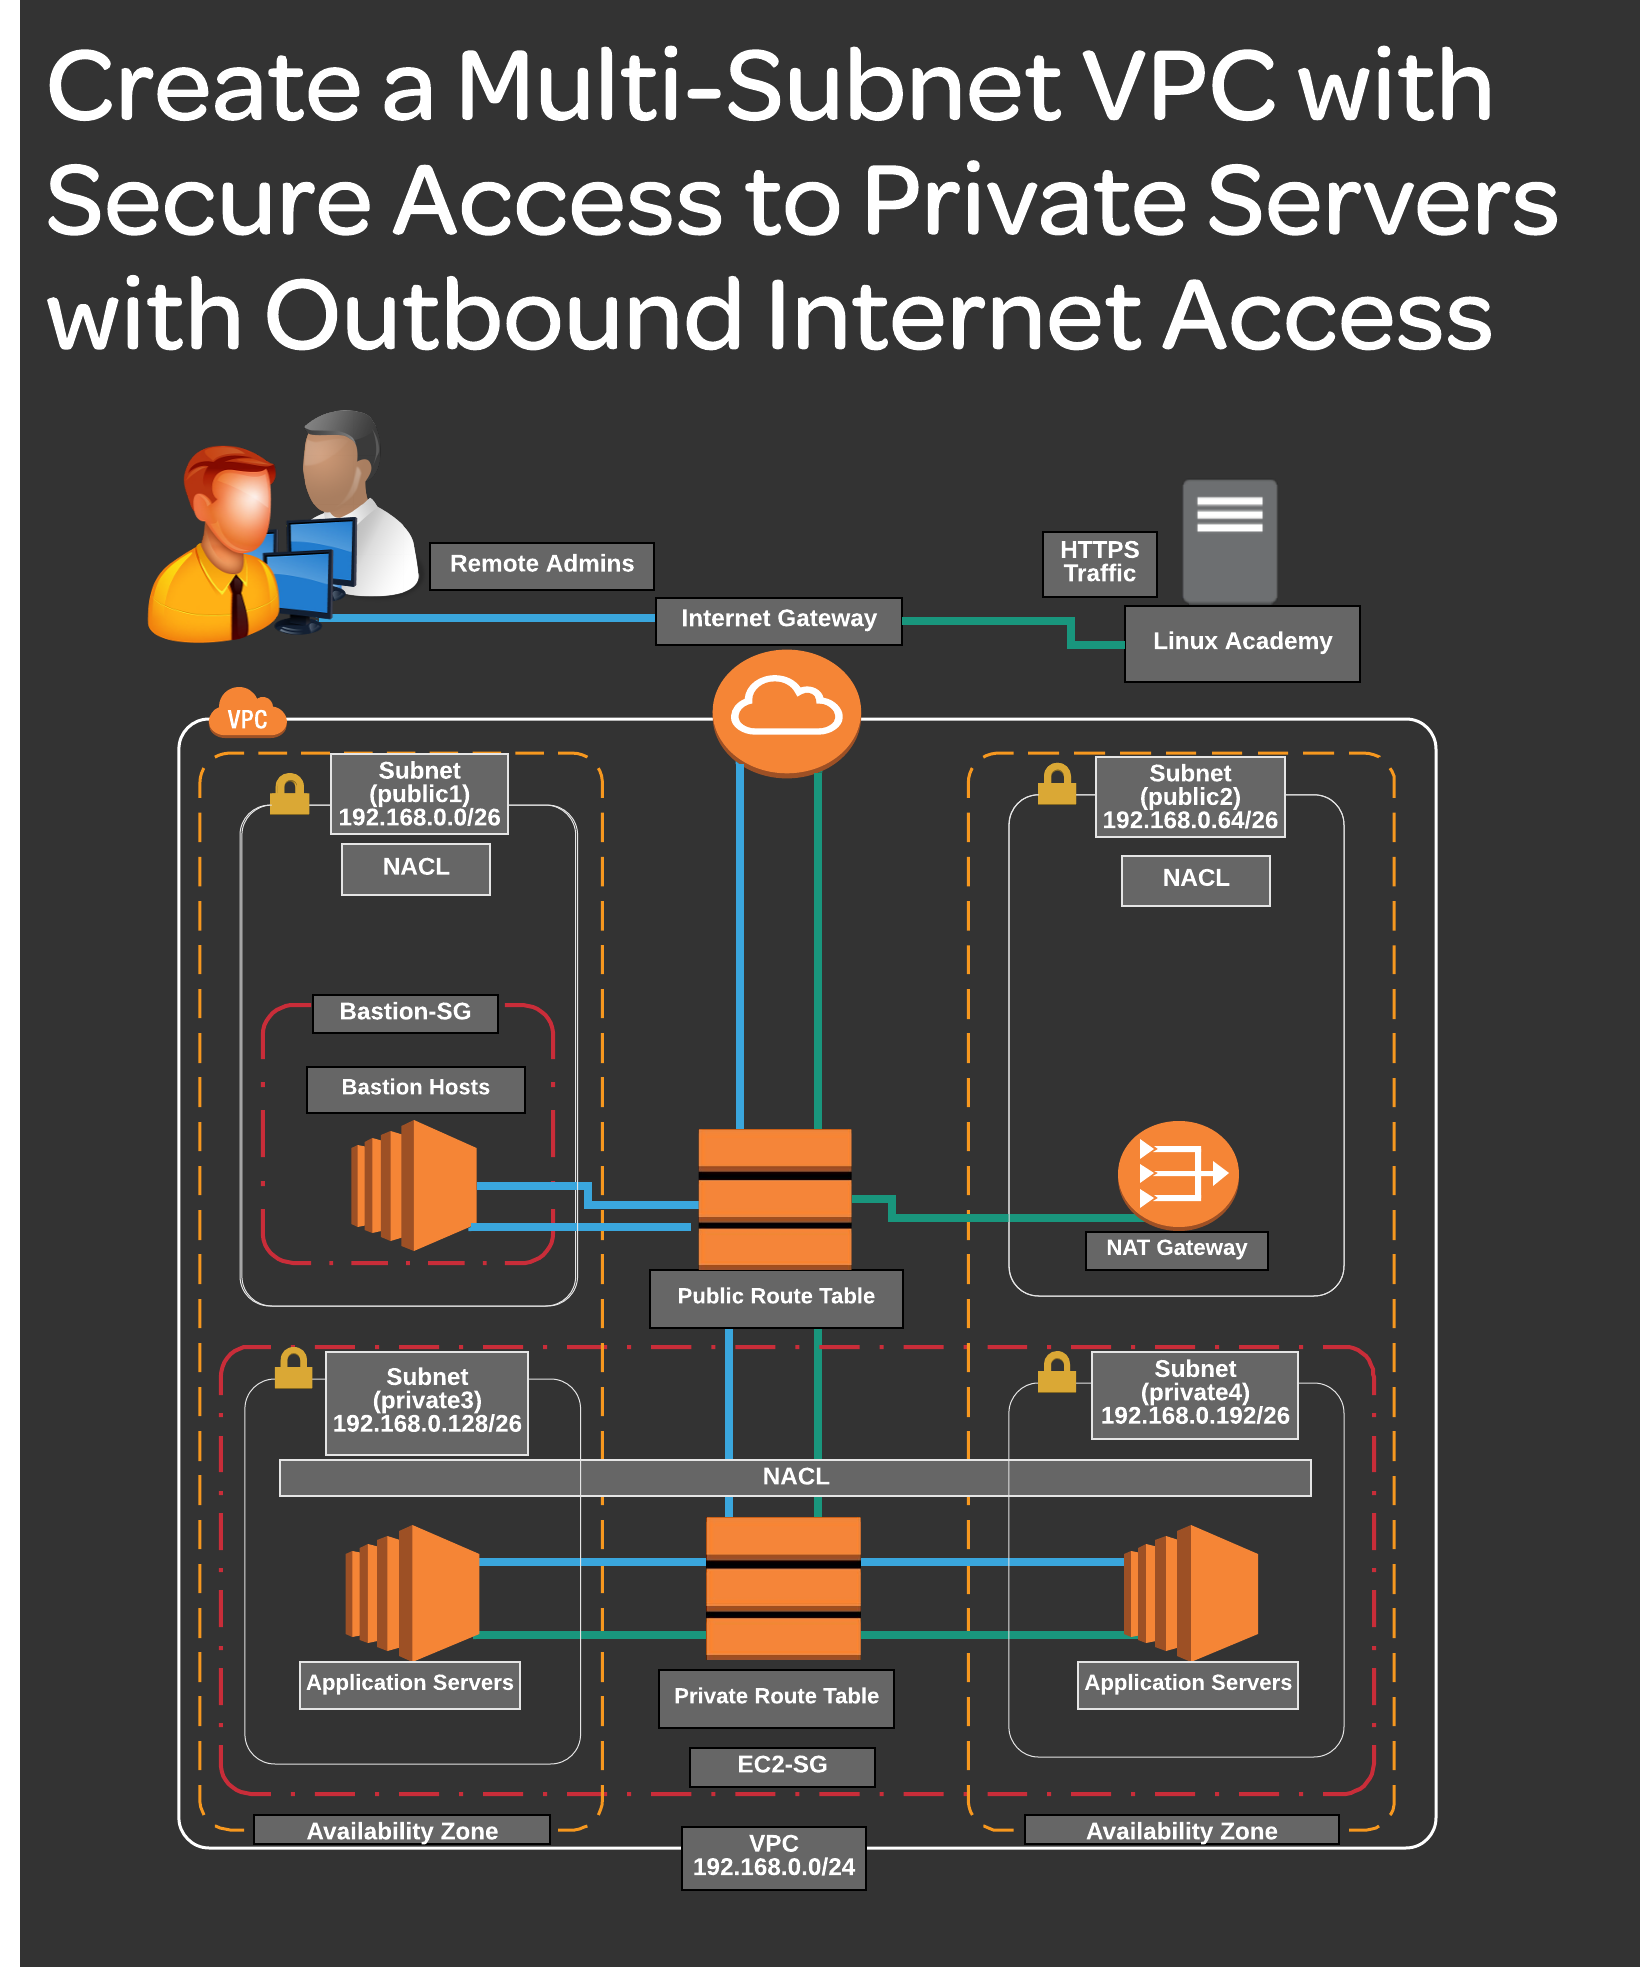 Create a Multi-Subnet VPC with
Secure Access to Private Servers
with Outbound Internet Access
Remote Admins
HTTPS
Traffic
Internet Gateway
Linux Academy
VPC
Subnet
(public1)
192.168.0.0/26
NACL
Subnet
(public2)
192.168.0.64/26
NACL
Bastion-SG
Bastion Hosts
NAT Gateway
Public Route Table
Subnet
(private3)
192.168.0.128/26
Subnet
(private4)
192.168.0.192/26
NACL
Application Servers
Private Route Table
Application Servers
EC2-SG
Availability Zone
Availability Zone
VPC
192.168.0.0/24